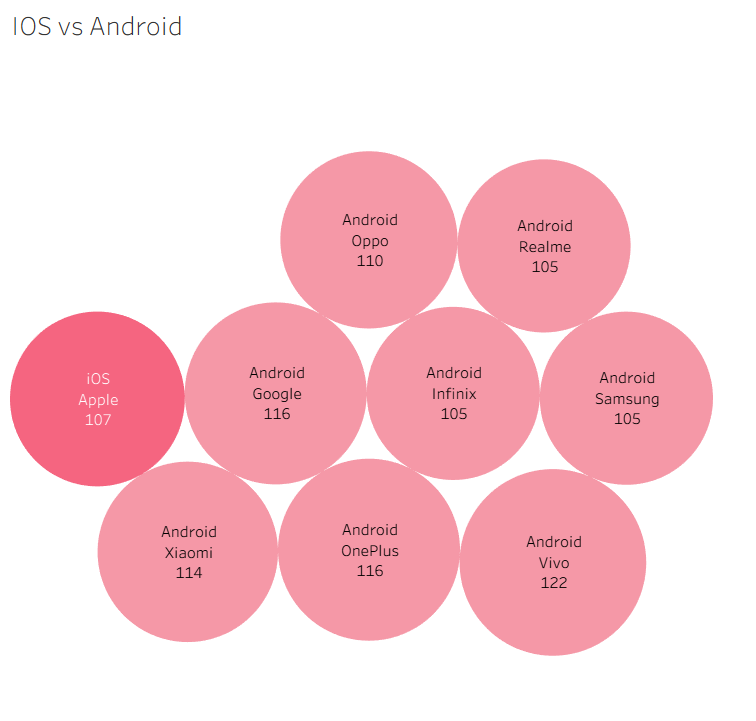 IOS vs Android
Android
Oppo
110
Android
Realme
105
iOS
Apple
107
Android
Google
116
Android
Infinix
105
Android
Samsung
105
Android
Xiaomi
114
Android
OnePlus
116
Android
Vivo
122